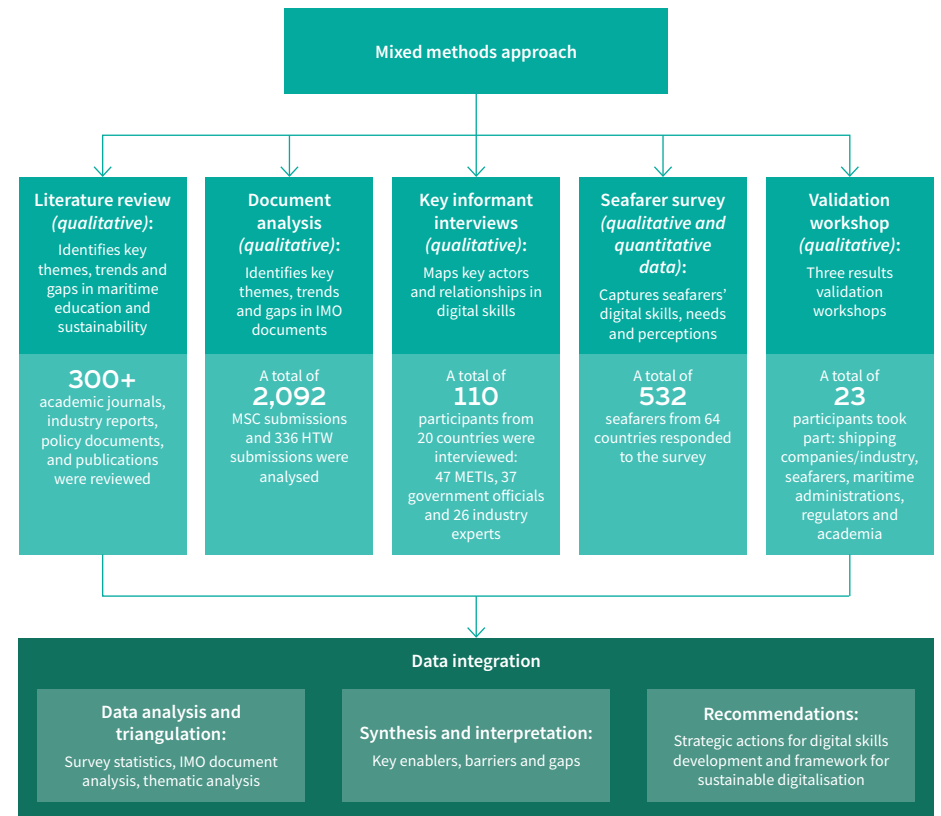 Mixed methods approach
Literature review
(qualitative):
Identifies key
themes, trends and
gaps in maritime
education and
sustainability
300+
academic journals,
industry reports,
policy documents,
and publications
were reviewed
Document
analysis
(qualitative):
Identifies key
themes, trends
and gaps in IMO
documents
A total of
2,092
MSC submissions
and 336 HTW
submissions were
analysed
Key informant
interviews
(qualitative):
Maps key actors
and relationships in
digital skills
A total of
110
participants from
20 countries were
interviewed:
47 METIs, 37
government officials
and 26 industry
experts
Seafarer survey
(qualitative and
quantitative
data):
Captures seafarers’
digital skills, needs
and perceptions
A total of
532
seafarers from 64
countries responded
to the survey
Validation
workshop
(qualitative):
Three results
validation
workshops
A total of
23
participants took
part: shipping
companies/industry,
seafarers, maritime
administrations,
regulators and
academia
Data integration
Data analysis and
triangulation:
Survey statistics, IMO document
analysis, thematic analysis
Synthesis and interpretation:
Key enablers, barriers and gaps
Recommendations:
Strategic actions for digital skills
development and framework for
sustainable digitalisation